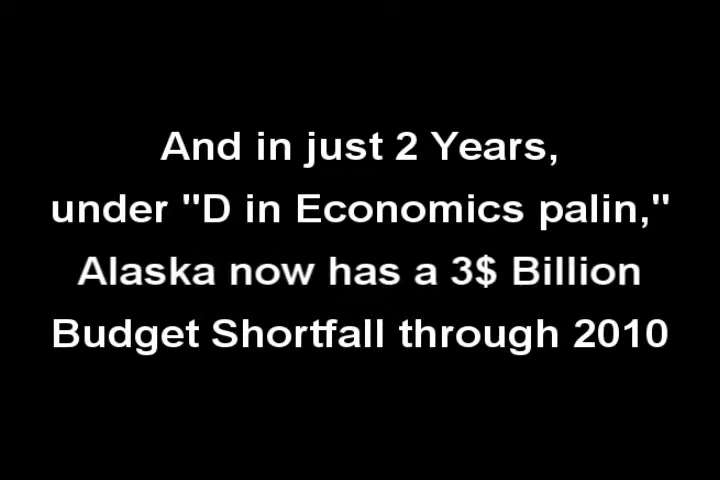 And in just 2 Years,
under "D in Economics palin,"
Alaska now has a 3$ Billion
Budget Shortfall through 2010